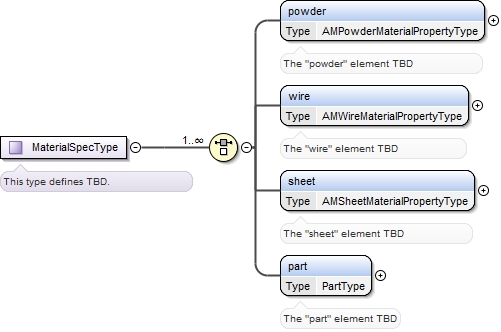 powder
Type AMPowderMaterialPropertyType
The "powder" element TBD
wire
Type AMWireMaterialPropertyType
The "wire" element TBD
MaterialSpecType
1..∞
This type defines TBD.
sheet
Type AMSheetMaterialPropertyType
The "sheet" element TBD
part
Type PartType
The "part" element TBD